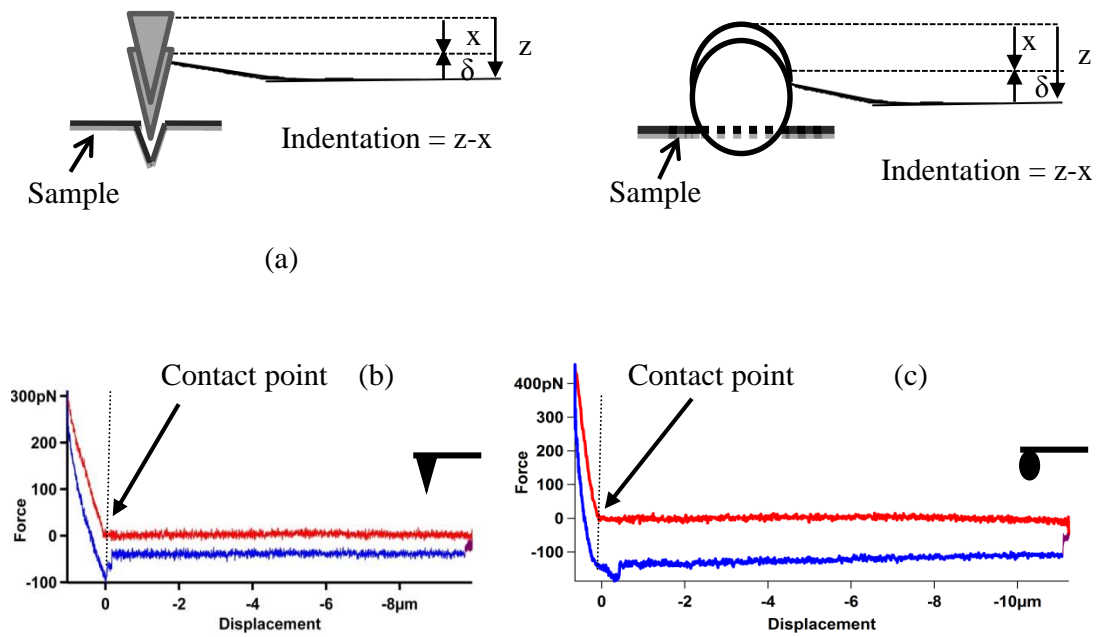 x
z
δ
Indentation = z-x
Sample
x
z
δ
Indentation = z-x
Sample
(a)
Contact point (b)
300pN
200
100
0
-100
Force
0
-2
-4
-6
-8µm
Displacement
Contact point (c)
400pN
300
200
100
0
-100
Force
0
-2
-4
-6
-8
-10µm
Displacement